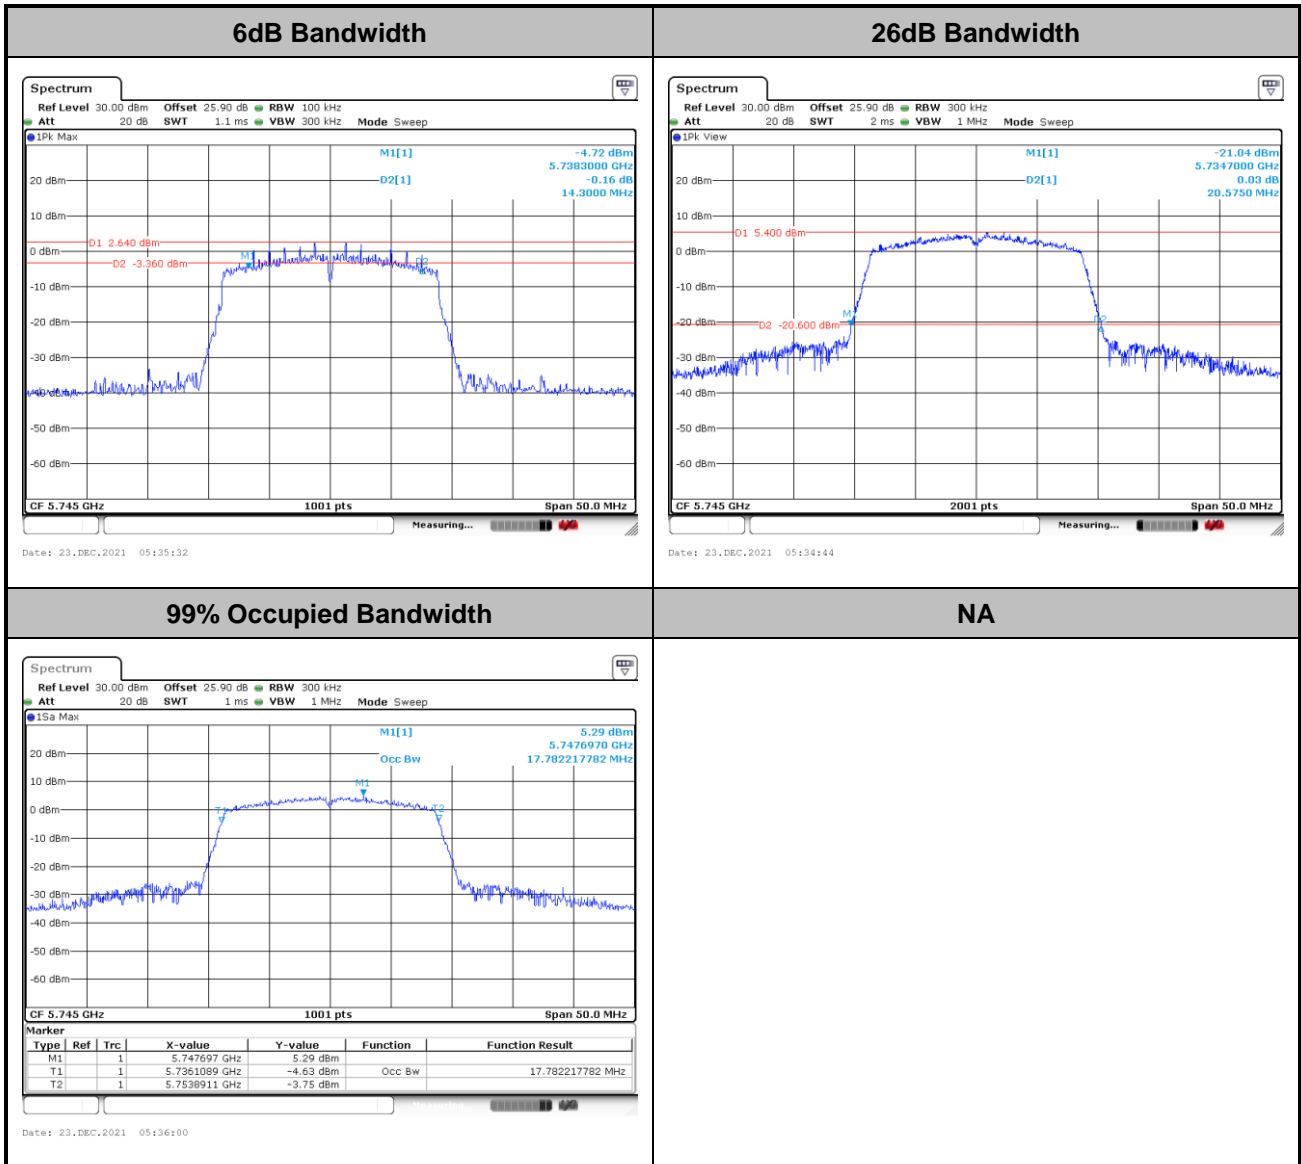 6dB Bandwidth
26dB Bandwidth
Spectrum
Ref Level 30.00 dBm Offset 25.90 dB RBW 100 kHz
Att 20 dB SWT 1.1 ms VBW 300 kHz Mode Sweep
1Pk Max
M1[1] -4.72 dBm
5.7383000 GHz
D2[1] -0.16 dB
14.3000 MHz
20 dBm
10 dBm
D1 2.640 dBm
0 dBm
M1
D2
D2 -3.360 dBm
-10 dBm
-20 dBm
-30 dBm
-40 dBm
-50 dBm
-60 dBm
CF 5.745 GHz 1001 pts Span 50.0 MHz
Measuring...
Date: 23.DEC.2021 05:35:32
Spectrum
Ref Level 30.00 dBm Offset 25.90 dB RBW 300 kHz
Att 20 dB SWT 2 ms VBW 1 MHz Mode Sweep
1Pk View
M1[1] -21.04 dBm
5.7347000 GHz
D2[1] 0.03 dB
20.5750 MHz
20 dBm
10 dBm
D1 5.400 dBm
0 dBm
-10 dBm
M1
D2
-20 dBm
D2 -20.600 dBm
-30 dBm
-40 dBm
-50 dBm
-60 dBm
CF 5.745 GHz 2001 pts Span 50.0 MHz
Measuring...
Date: 23.DEC.2021 05:34:44
99% Occupied Bandwidth
NA
Spectrum
Ref Level 30.00 dBm Offset 25.90 dB RBW 300 kHz
Att 20 dB SWT 1 ms VBW 1 MHz Mode Sweep
1Sa Max
M1[1] 5.29 dBm
5.7476970 GHz
Occ Bw 17.782217782 MHz
20 dBm
10 dBm
M1
0 dBm
T1
T2
-10 dBm
-20 dBm
-30 dBm
-40 dBm
-50 dBm
-60 dBm
CF 5.745 GHz 1001 pts Span 50.0 MHz
Marker
Type Ref Trc X-value Y-value Function Function Result
M1 1 5.747697 GHz 5.29 dBm
T1 1 5.7361089 GHz -4.63 dBm Occ Bw 17.782217782 MHz
T2 1 5.7538911 GHz -3.75 dBm
Measuring...
Date: 23.DEC.2021 05:36:00